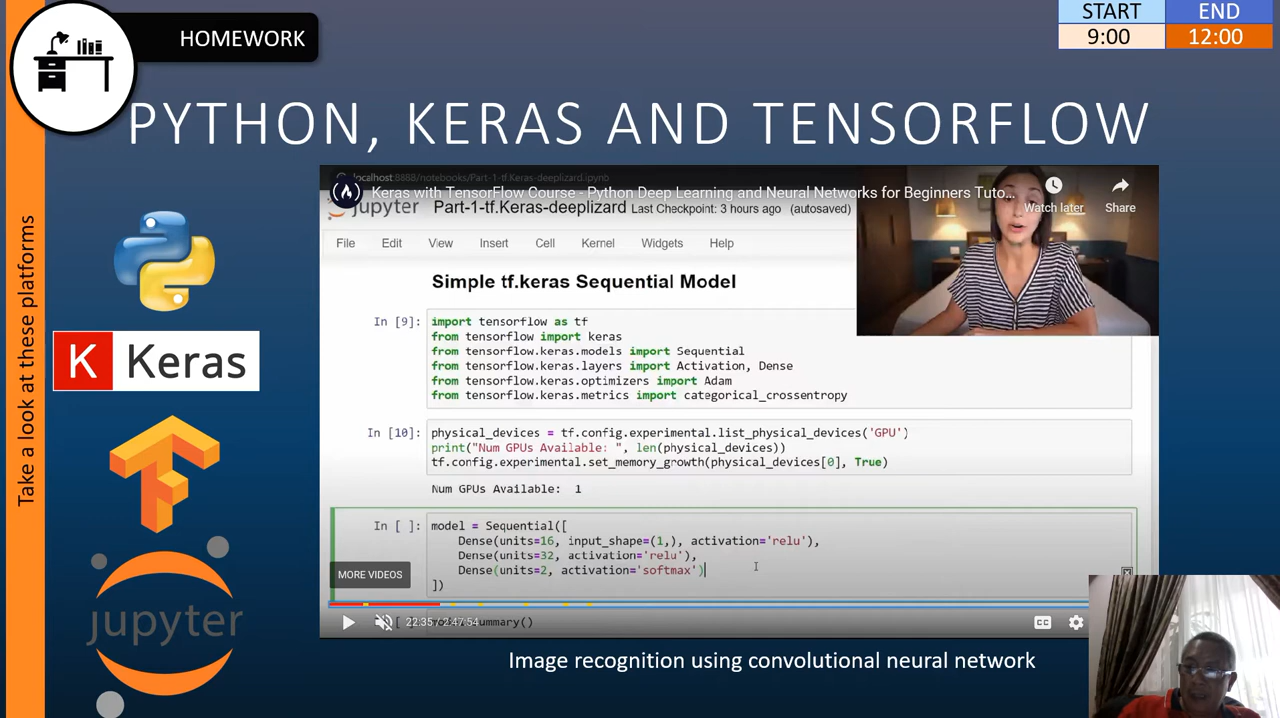 HOMEWORK
START
END
9:00
12:00
PYTHON, KERAS AND TENSORFLOW
Take a look at these platforms
Keras
jupyter
localhost:8888/notebooks/Part-1-tf.Keras-deeplizard.ipynb
Keras with TensorFlow Course - Python Deep Learning and Neural Networks for Beginners Tuto...
Watch later
Share
jupyter Part-1-tf.Keras-deeplizard Last Checkpoint: 3 hours ago (autosaved)
File Edit View Insert Cell Kernel Widgets Help
Simple tf.keras Sequential Model
In [9]: import tensorflow as tf
from tensorflow import keras
from tensorflow.keras.models import Sequential
from tensorflow.keras.layers import Activation, Dense
from tensorflow.keras.optimizers import Adam
from tensorflow.keras.metrics import categorical_crossentropy
In [10]: physical_devices = tf.config.experimental.list_physical_devices('GPU')
print("Num GPUs Available: ", len(physical_devices))
tf.config.experimental.set_memory_growth(physical_devices[0], True)
Num GPUs Available: 1
In [ ]: model = Sequential([
Dense(units=16, input_shape=(1,), activation='relu'),
Dense(units=32, activation='relu'),
Dense(units=2, activation='softmax')
])
MORE VIDEOS
22:35 / 2:47:54
summary()
CC
Image recognition using convolutional neural network